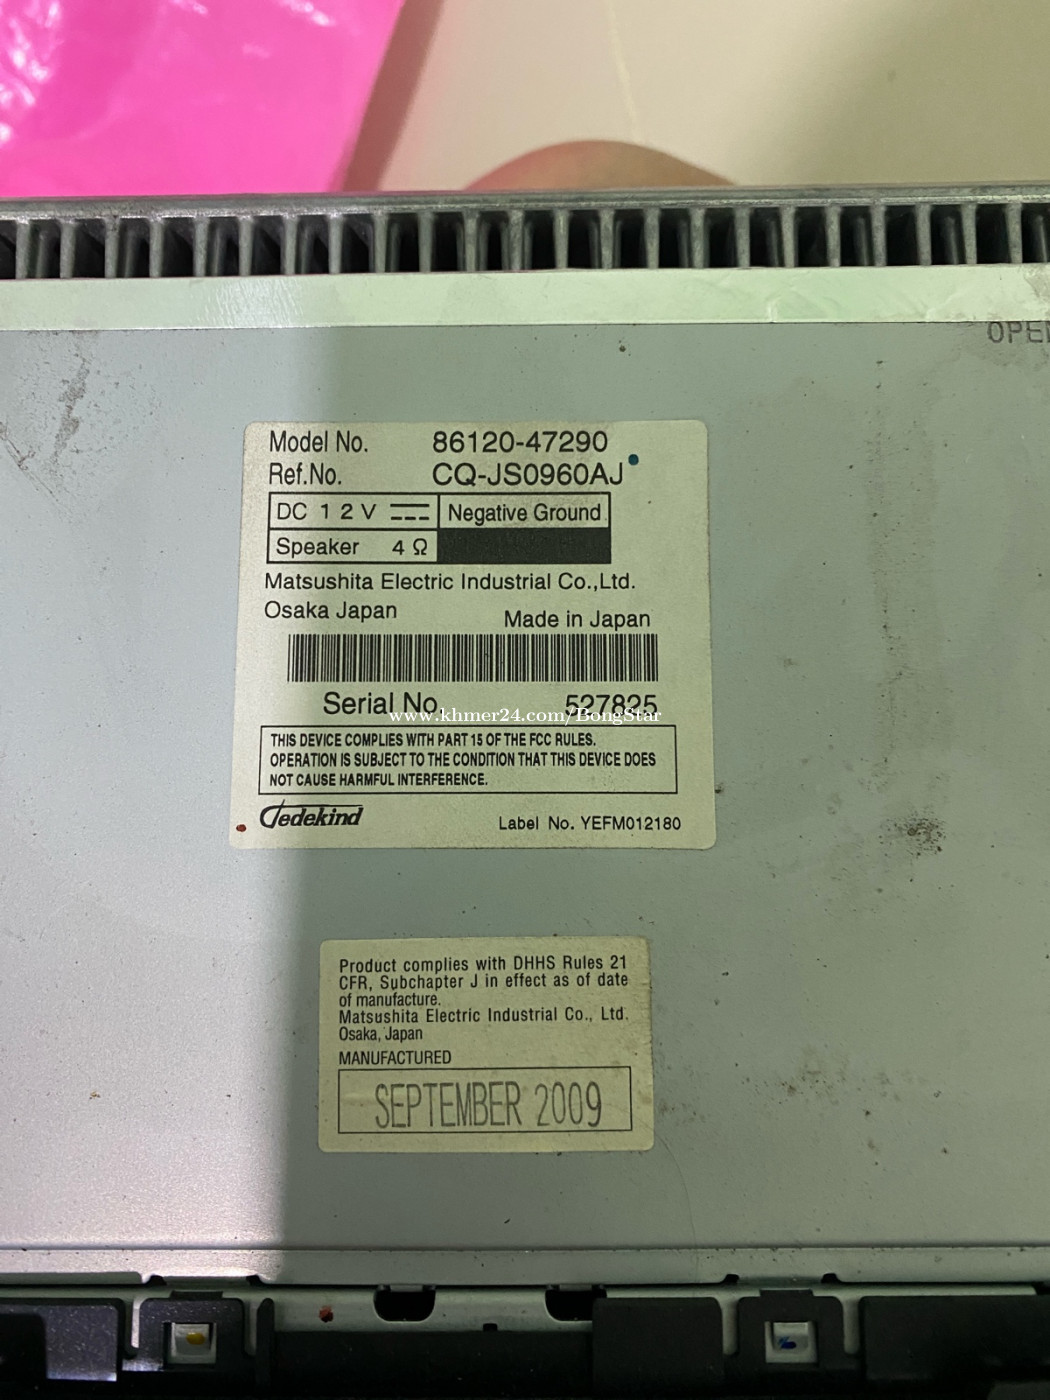 OPEN
Model No. 86120-47290
Ref.No. CQ-JS0960AJ
DC 12V Negative Ground
Speaker 4 Ω
Matsushita Electric Industrial Co.,Ltd.
Osaka Japan
Made in Japan
Serial No. 527825
www.khmer24.com/BongStar
THIS DEVICE COMPLIES WITH PART 15 OF THE FCC RULES.
OPERATION IS SUBJECT TO THE CONDITION THAT THIS DEVICE DOES
NOT CAUSE HARMFUL INTERFERENCE.
Dedekind
Label No. YEFM012180
Product complies with DHHS Rules 21
CFR, Subchapter J in effect as of date
of manufacture.
Matsushita Electric Industrial Co., Ltd.
Osaka, Japan
MANUFACTURED
SEPTEMBER 2009